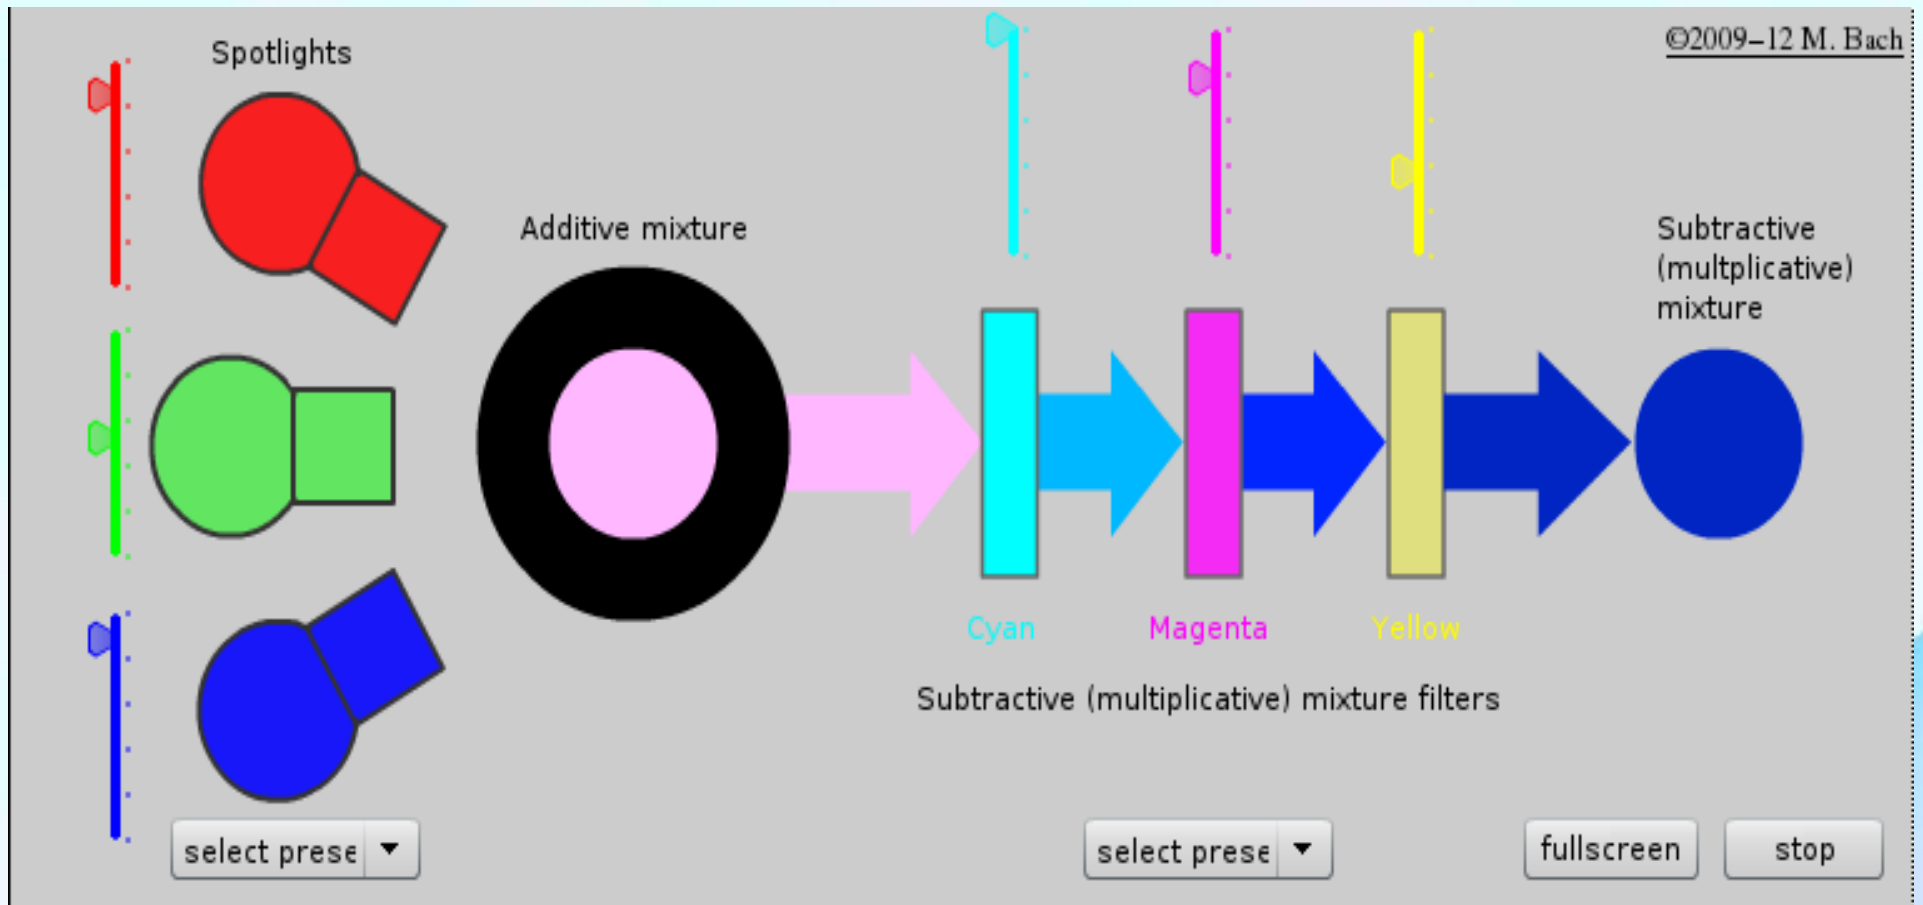 Spotlights
©2009–12 M. Bach
Additive mixture
Subtractive
(multplicative)
mixture
Cyan
Magenta
Yellow
Subtractive (multiplicative) mixture filters
select prese
select prese
fullscreen
stop